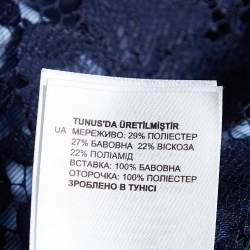 TUNUS'DA ÜRETİLMİŞTİR
UA МЕРЕЖИВО: 29% ПОЛІЕСТЕР
27% БАВОВНА 22% ВІСКОЗА
22% ПОЛІАМІД
ВСТАВКА: 100% БАВОВНА
ОТОРОЧКА: 100% ПОЛІЕСТЕР
ЗРОБЛЕНО В ТУНІСІ